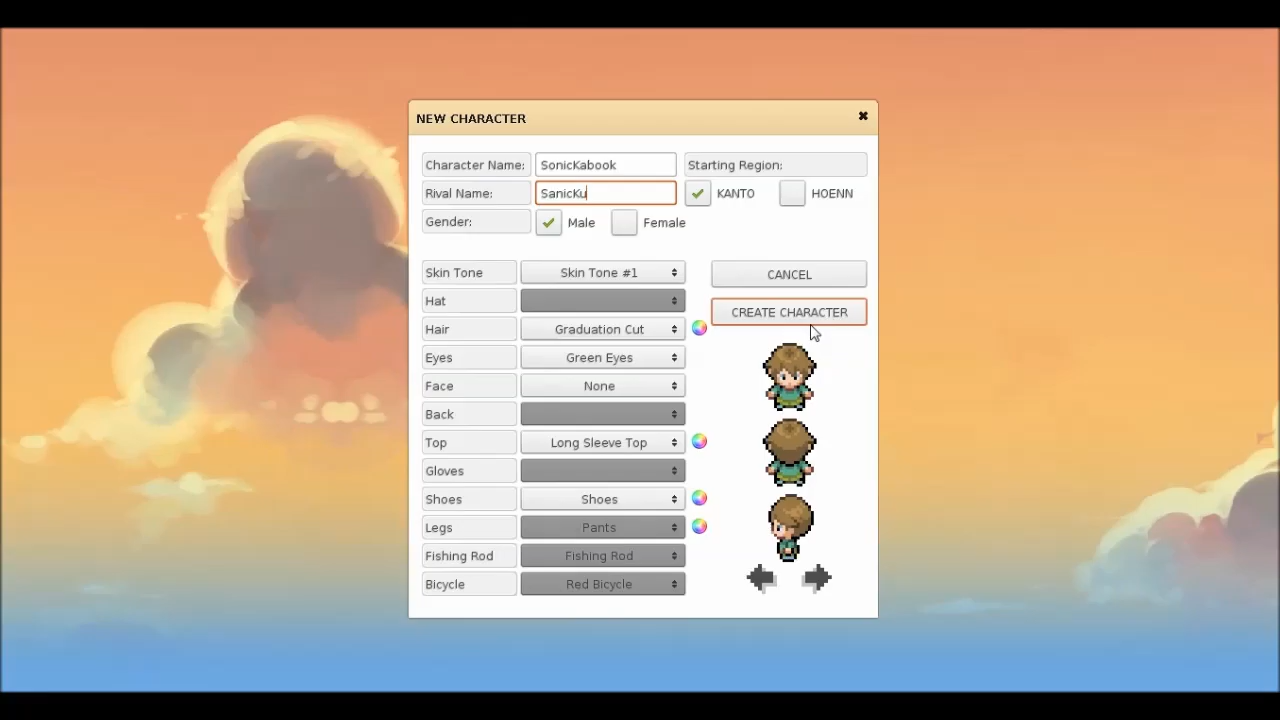 NEW CHARACTER
Character Name: SonicKabook Starting Region:
Rival Name: SanicKu KANTO HOENN
Gender: Male Female
Skin Tone Skin Tone #1 CANCEL
Hat
CREATE CHARACTER
Hair Graduation Cut
Eyes Green Eyes
Face None
Back
Top Long Sleeve Top
Gloves
Shoes Shoes
Legs Pants
Fishing Rod Fishing Rod
Bicycle Red Bicycle